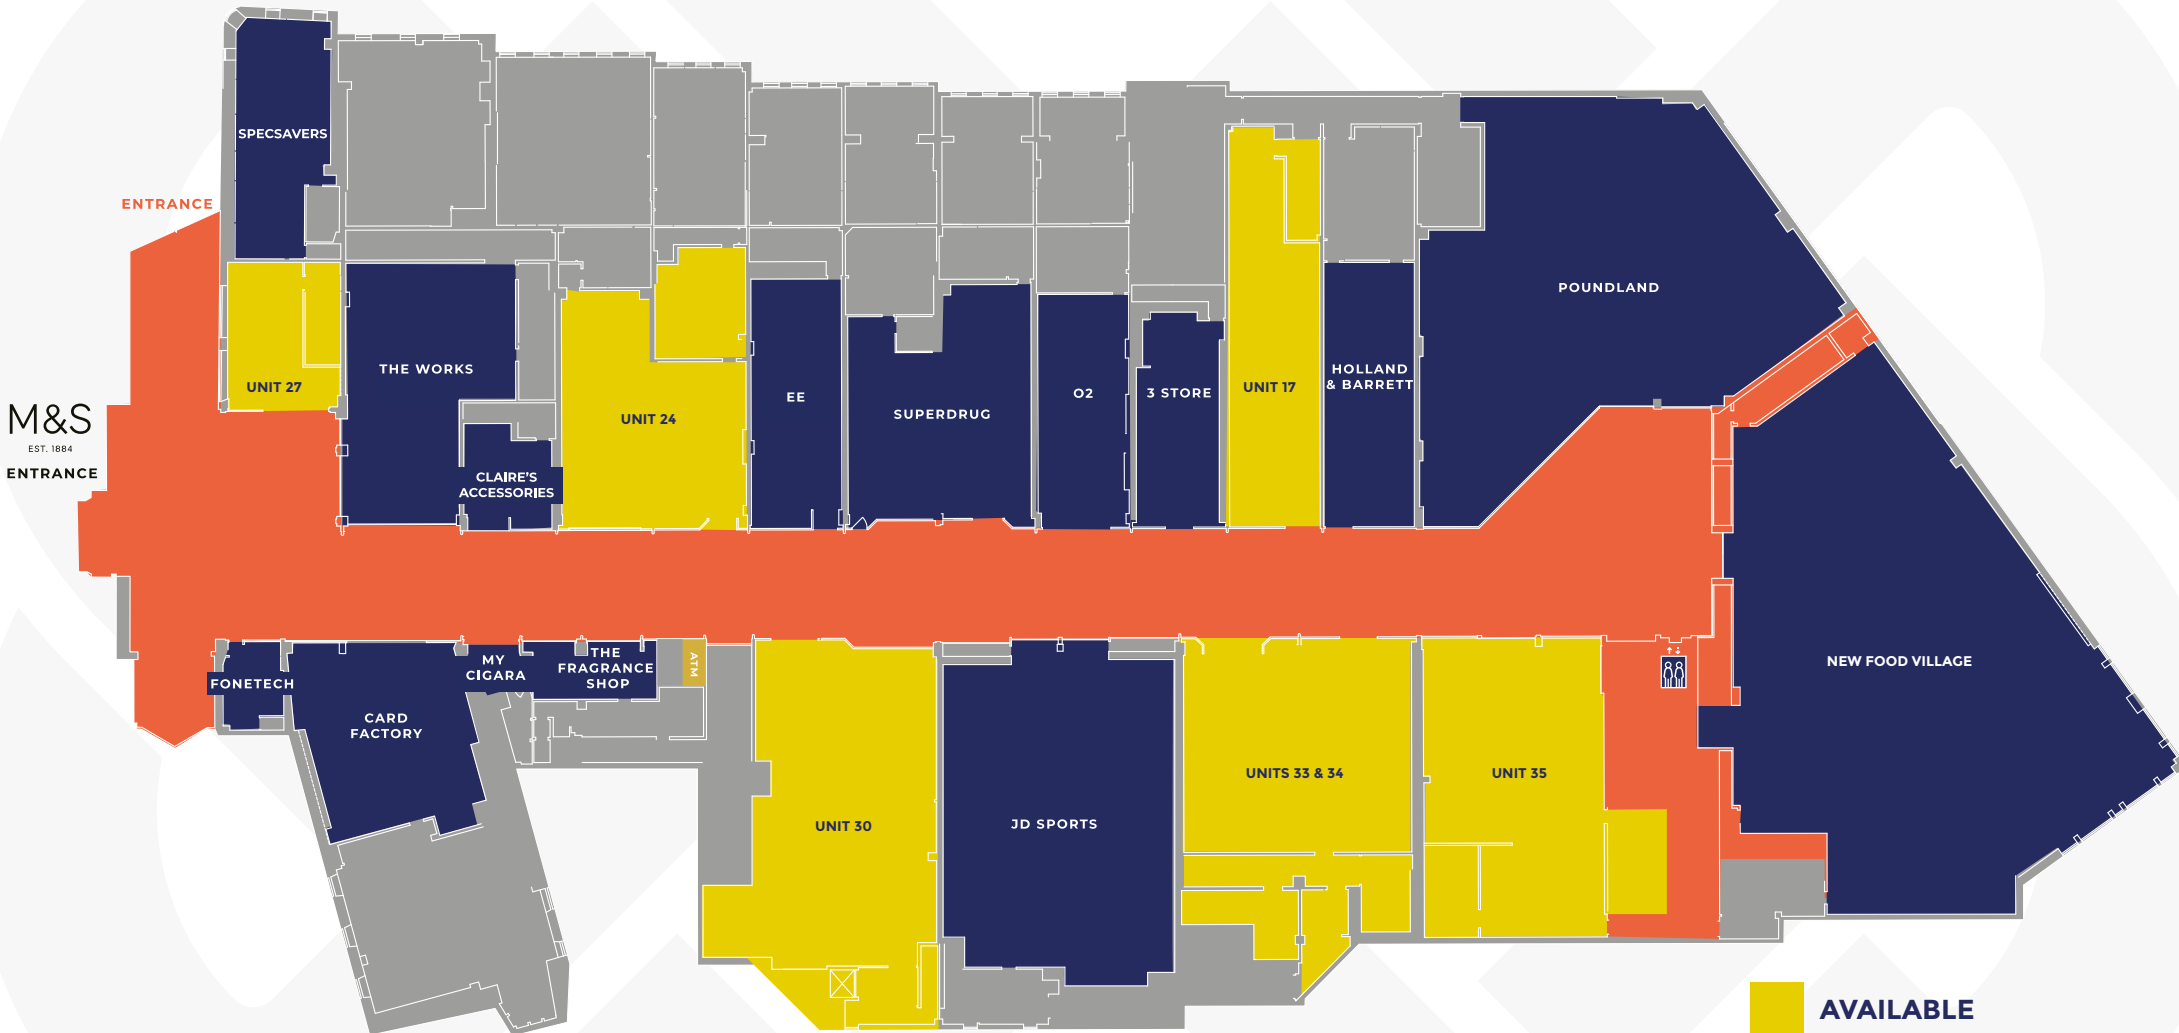 SPECSAVERS
ENTRANCE
POUNDLAND
THE WORKS
HOLLAND
& BARRETT
UNIT 27
UNIT 17
EE
O2
3 STORE
M&S
EST. 1884
ENTRANCE
UNIT 24
SUPERDRUG
CLAIRE'S
ACCESSORIES
FONETECH
MY
CIGARA
THE
FRAGRANCE
SHOP
ATM
NEW FOOD VILLAGE
CARD
FACTORY
UNITS 33 & 34
UNIT 35
UNIT 30
JD SPORTS
AVAILABLE